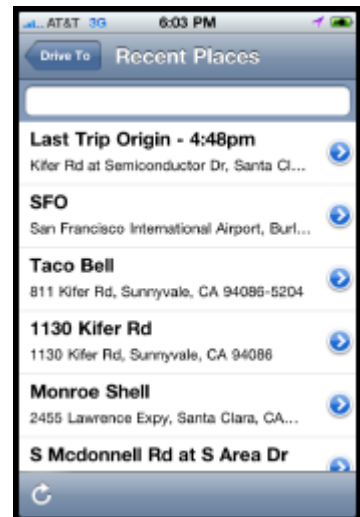 AT&T 3G 6:03 PM
Drive To Recent Places
Last Trip Origin - 4:48pm
Kifer Rd at Semiconductor Dr, Santa Cl...
SFO
San Francisco International Airport, Burl...
Taco Bell
811 Kifer Rd, Sunnyvale, CA 94086-5204
1130 Kifer Rd
1130 Kifer Rd, Sunnyvale, CA 94086
Monroe Shell
2455 Lawrence Expy, Santa Clara, CA...
S Mcdonnell Rd at S Area Dr